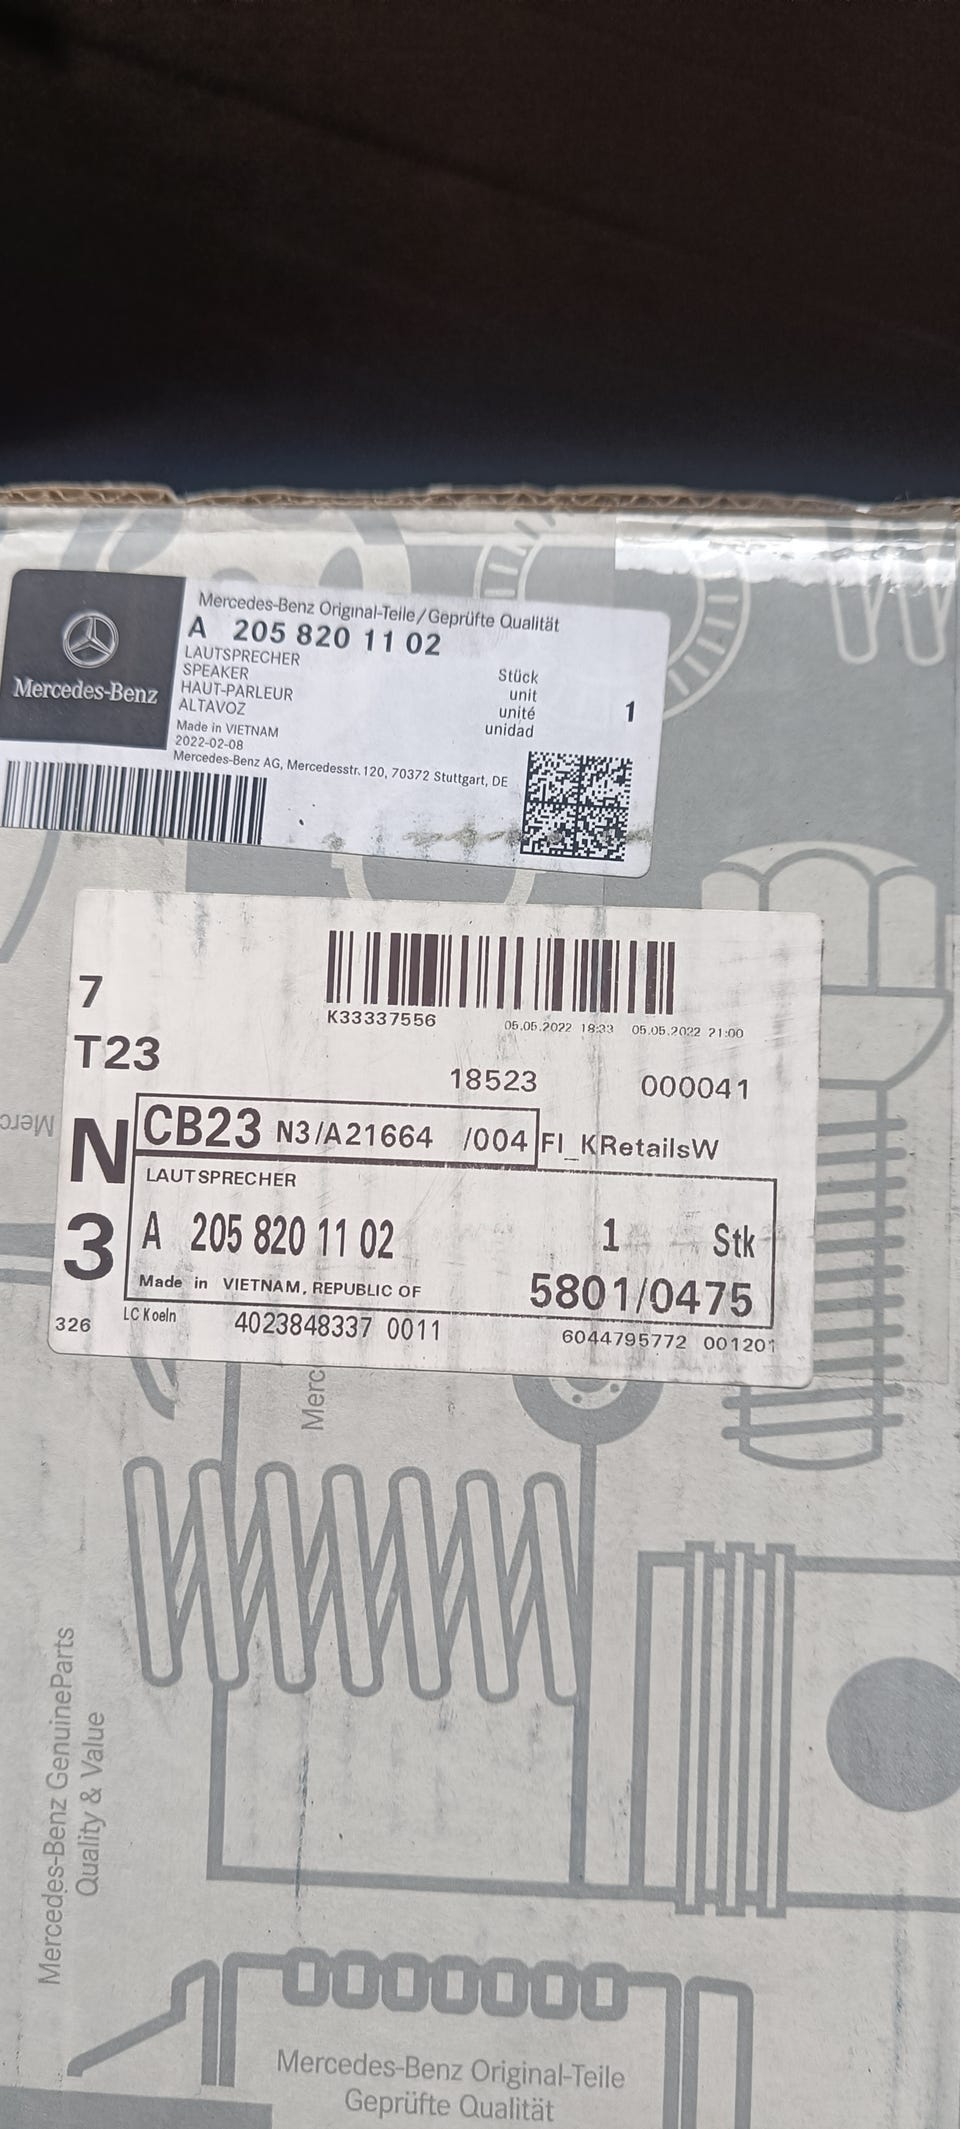 Mercedes-Benz
Mercedes-Benz Original-Teile/Geprüfte Qualität
A 205 820 11 02
LAUTSPRECHER
SPEAKER
HAUT-PARLEUR
ALTAVOZ
Stück
unit
unité
unidad
1
Made in VIETNAM
2022-02-08
Mercedes-Benz AG, Mercedesstr.120, 70372 Stuttgart, DE
K33337556
05.05.2022 18:33 05.05.2022 21:00
7
T23
18523 000041
N
3
CB23 N3/A21664 /004 FI_KRetailsW
LAUTSPRECHER
A 205 820 11 02 1 Stk
Made in VIETNAM, REPUBLIC OF 5801/0475
326 LC Koeln 4023848337 0011 6044795772 001201
Merc
Merc
Mercedes-Benz GenuineParts
Quality & Value
Mercedes-Benz Original-Teile
Geprüfte Qualität